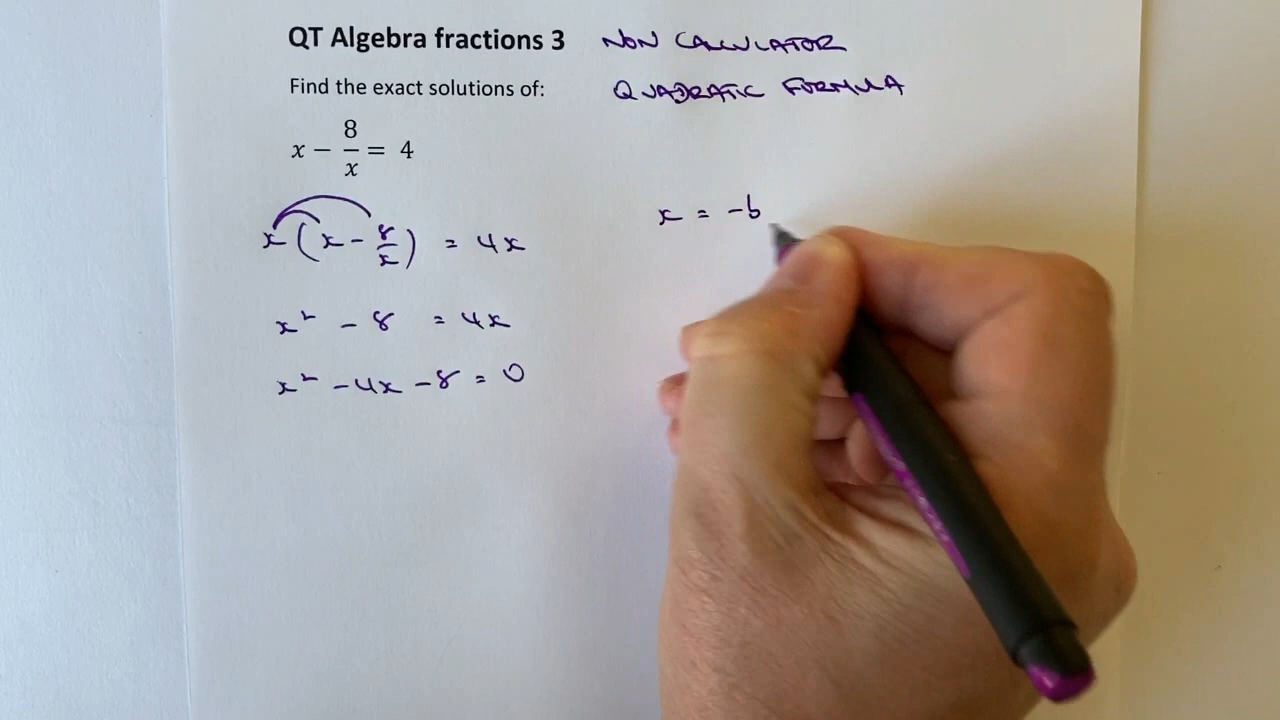 QT Algebra fractions 3 NON CALCULATOR
Find the exact solutions of: QUADRATIC FORMULA
x − 8/x = 4
x(x − 8/x) = 4x
x² − 8 = 4x
x² − 4x − 8 = 0
x = −b